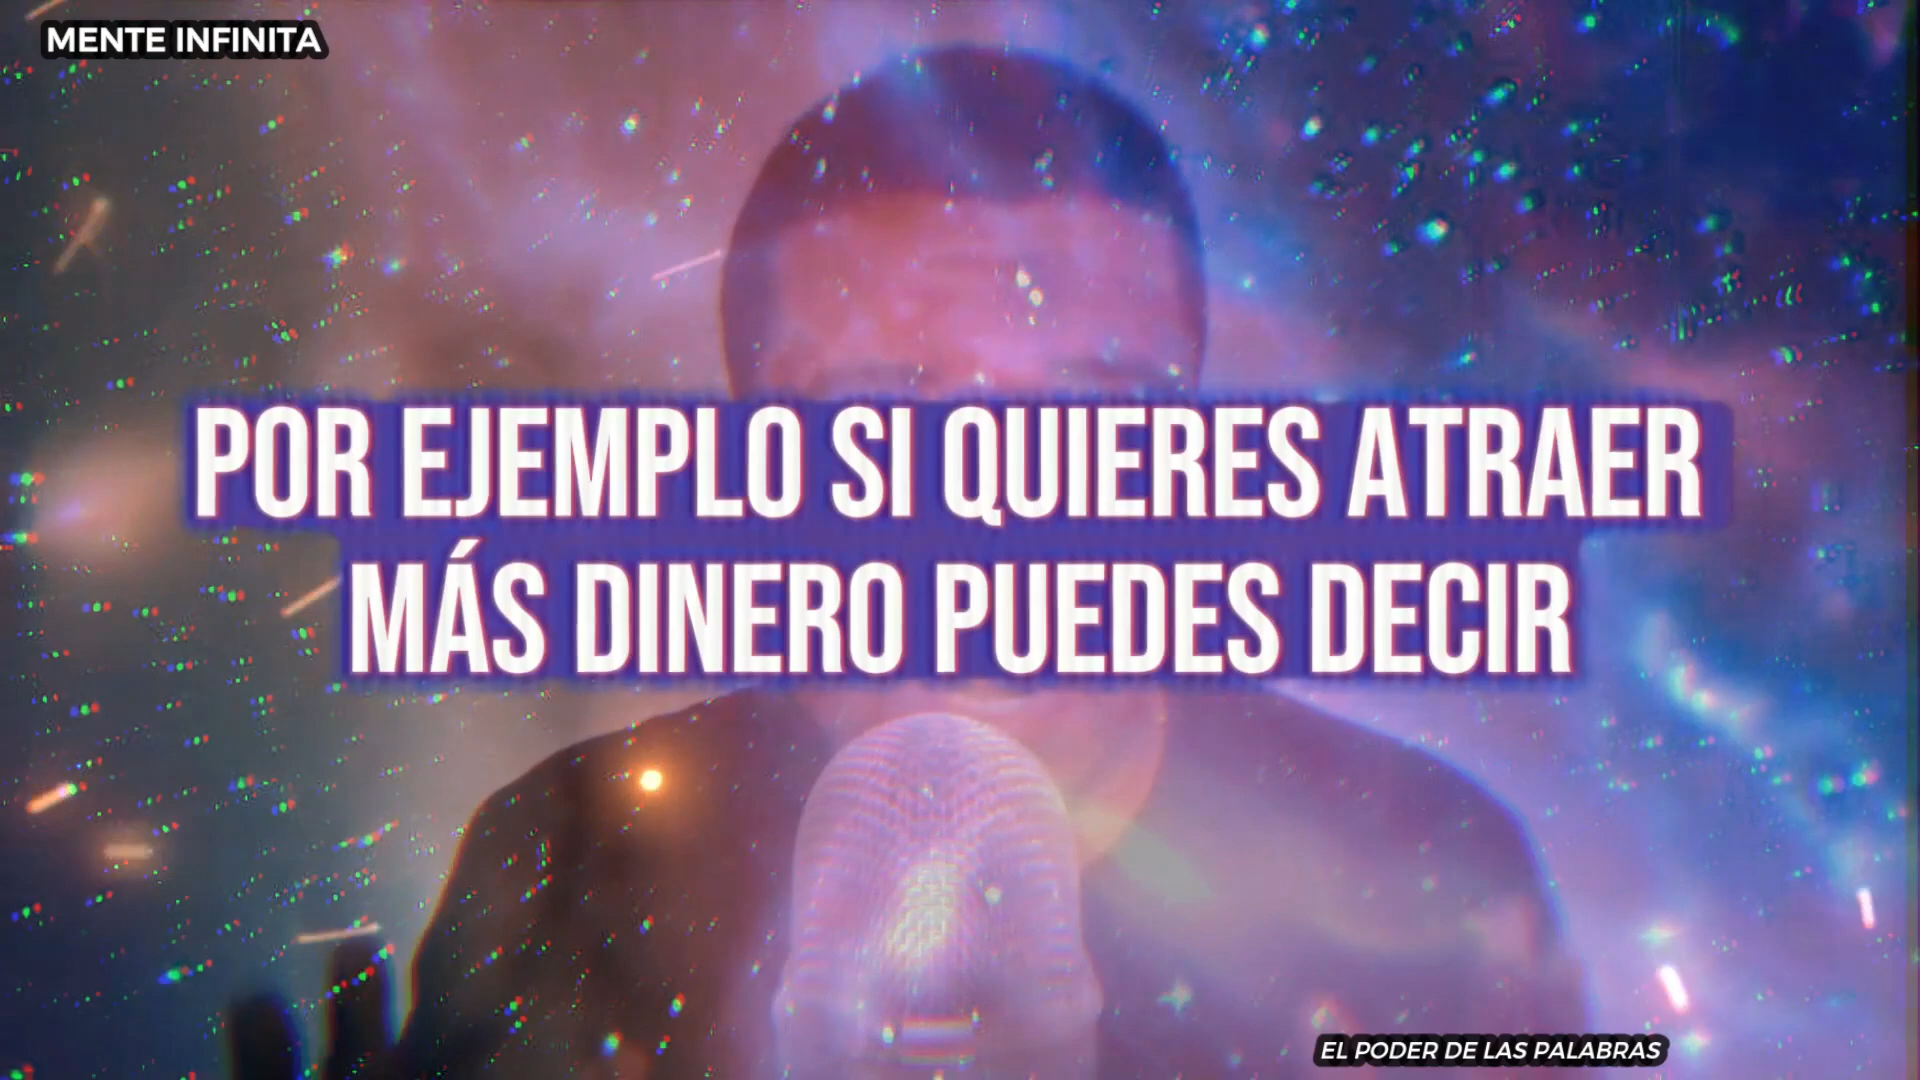 MENTE INFINITA
POR EJEMPLO SI QUIERES ATRAER
MÁS DINERO PUEDES DECIR
EL PODER DE LAS PALABRAS